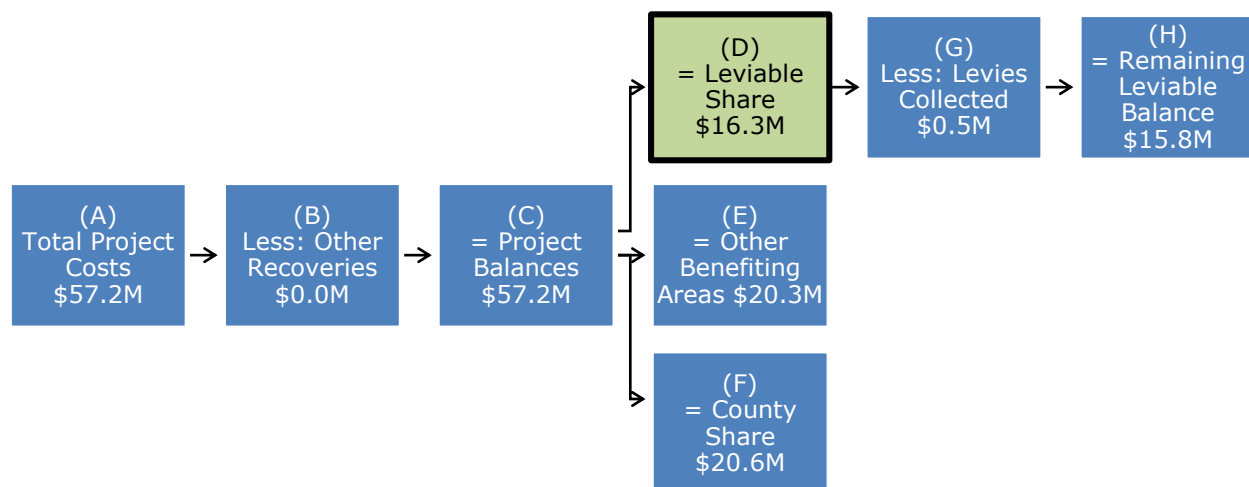 (A)
Total Project
Costs
$57.2M
(B)
Less: Other
Recoveries
$0.0M
(C)
= Project
Balances
$57.2M
(D)
= Leviable
Share
$16.3M
(G)
Less: Levies
Collected
$0.5M
(H)
= Remaining
Leviable
Balance
$15.8M
(E)
= Other
Benefiting
Areas $20.3M
(F)
= County
Share
$20.6M